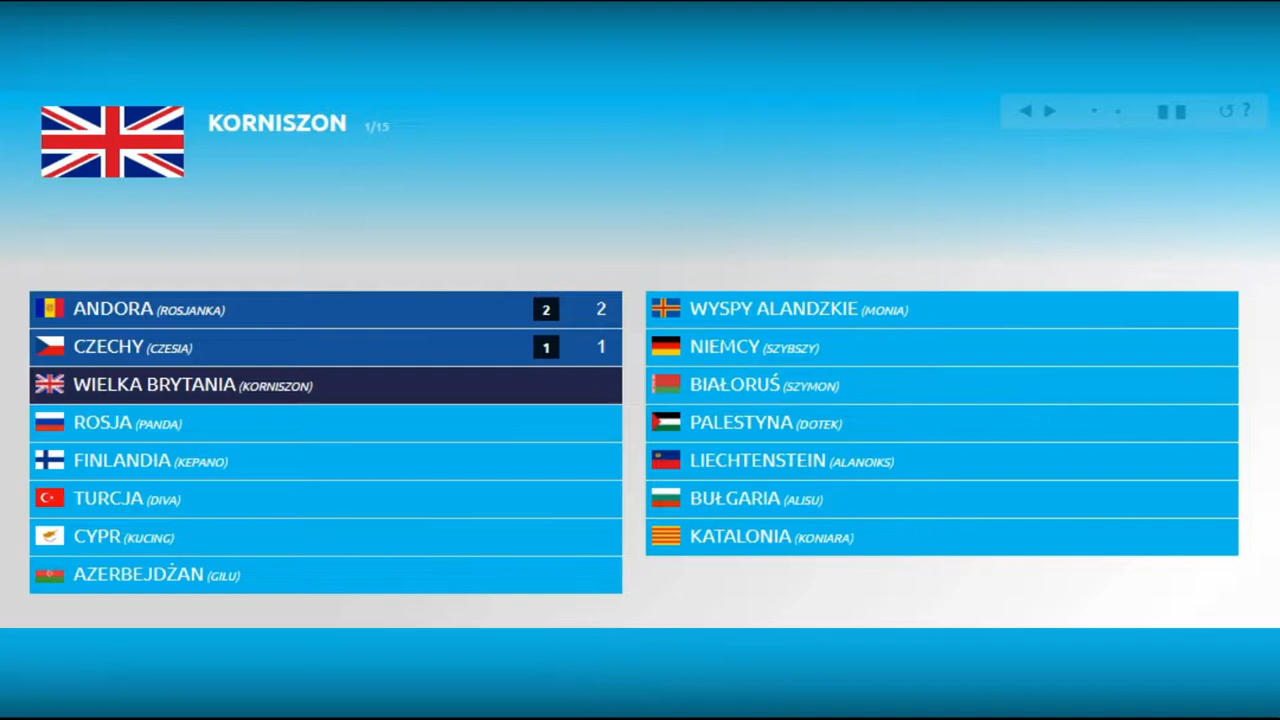 KORNISZON 1/15
?
ANDORA (ROSJANKA) 2 2
CZECHY (CZESIA) 1 1
WIELKA BRYTANIA (KORNISZON)
ROSJA (PANDA)
FINLANDIA (KEPANO)
TURCJA (DIVA)
CYPR (KUCING)
AZERBEJDŻAN (GILU)
WYSPY ALANDZKIE (MONIA)
NIEMCY (SZYBSZY)
BIAŁORUŚ (SZYMON)
PALESTYNA (DOTEK)
LIECHTENSTEIN (ALANOIKS)
BUŁGARIA (ALISU)
KATALONIA (KONIARA)